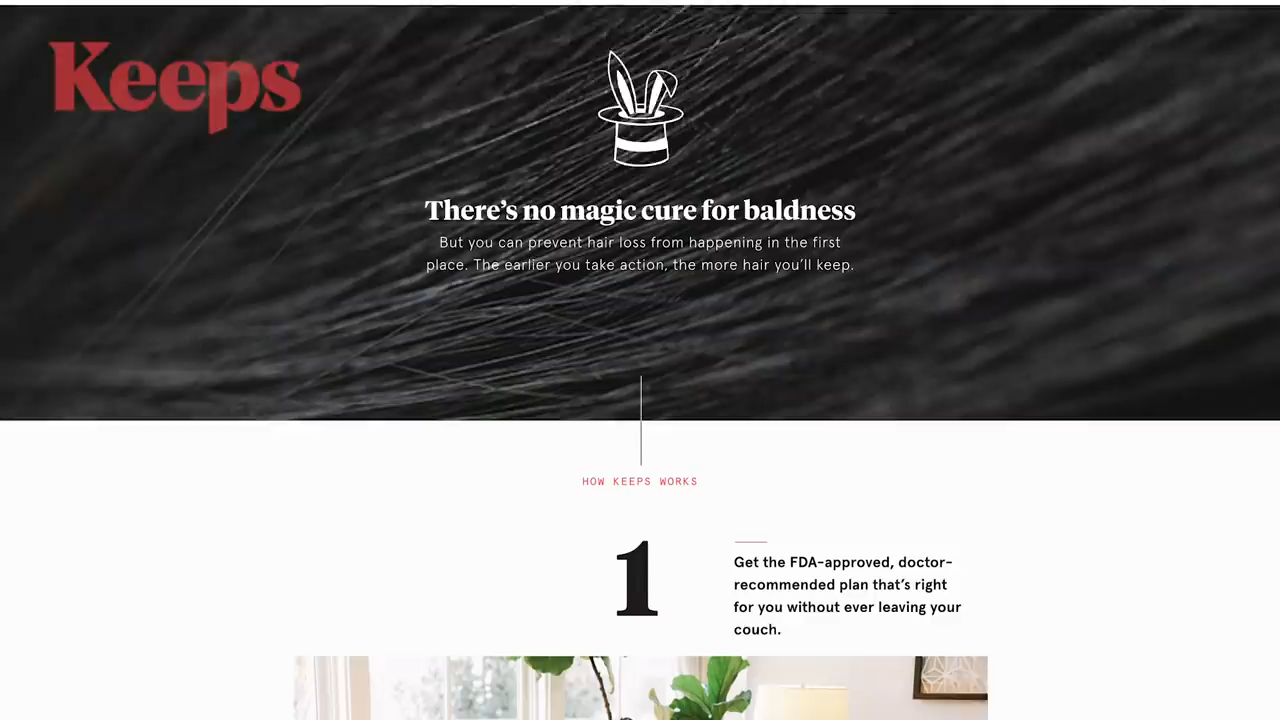 Keeps
There's no magic cure for baldness
But you can prevent hair loss from happening in the first
place. The earlier you take action, the more hair you'll keep.
HOW KEEPS WORKS
1
Get the FDA-approved, doctor-
recommended plan that's right
for you without ever leaving your
couch.